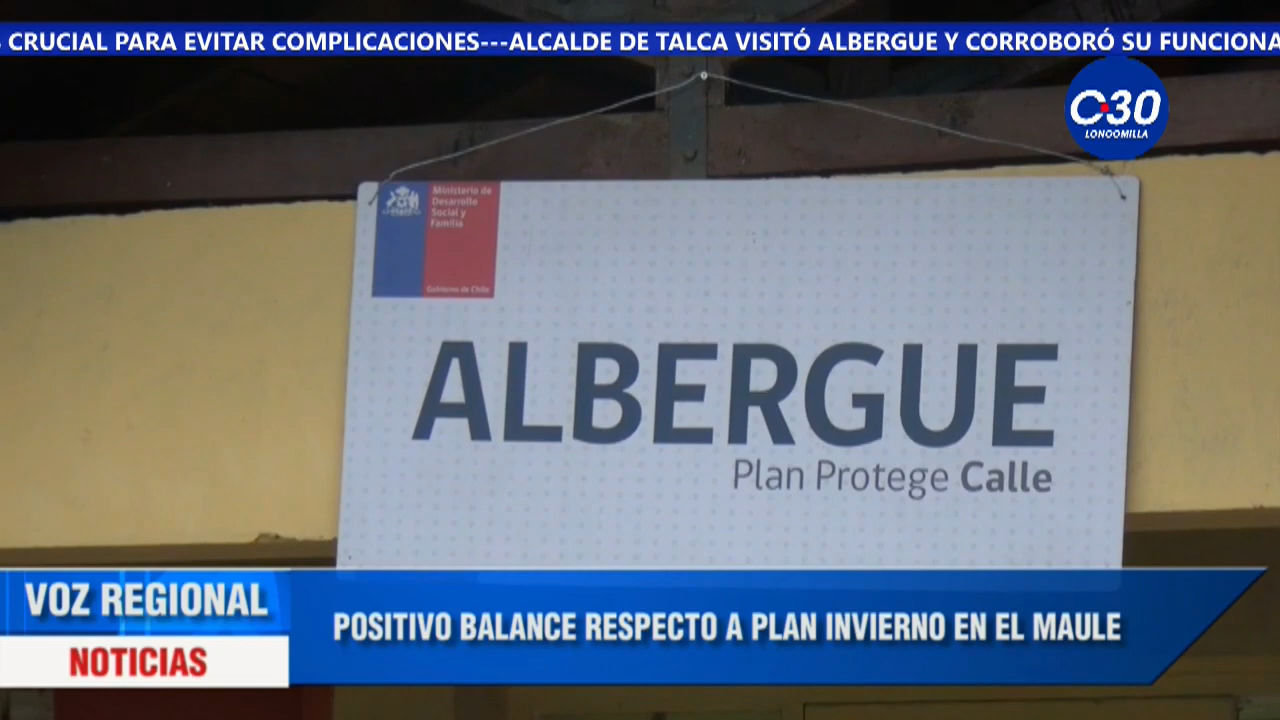 CRUCIAL PARA EVITAR COMPLICACIONES---ALCALDE DE TALCA VISITÓ ALBERGUE Y CORROBORÓ SU FUNCIONA
C30
LONCOMILLA
Ministerio de
Desarrollo
Social y
Familia
Gobierno de Chile
ALBERGUE
Plan Protege Calle
VOZ REGIONAL
NOTICIAS
POSITIVO BALANCE RESPECTO A PLAN INVIERNO EN EL MAULE